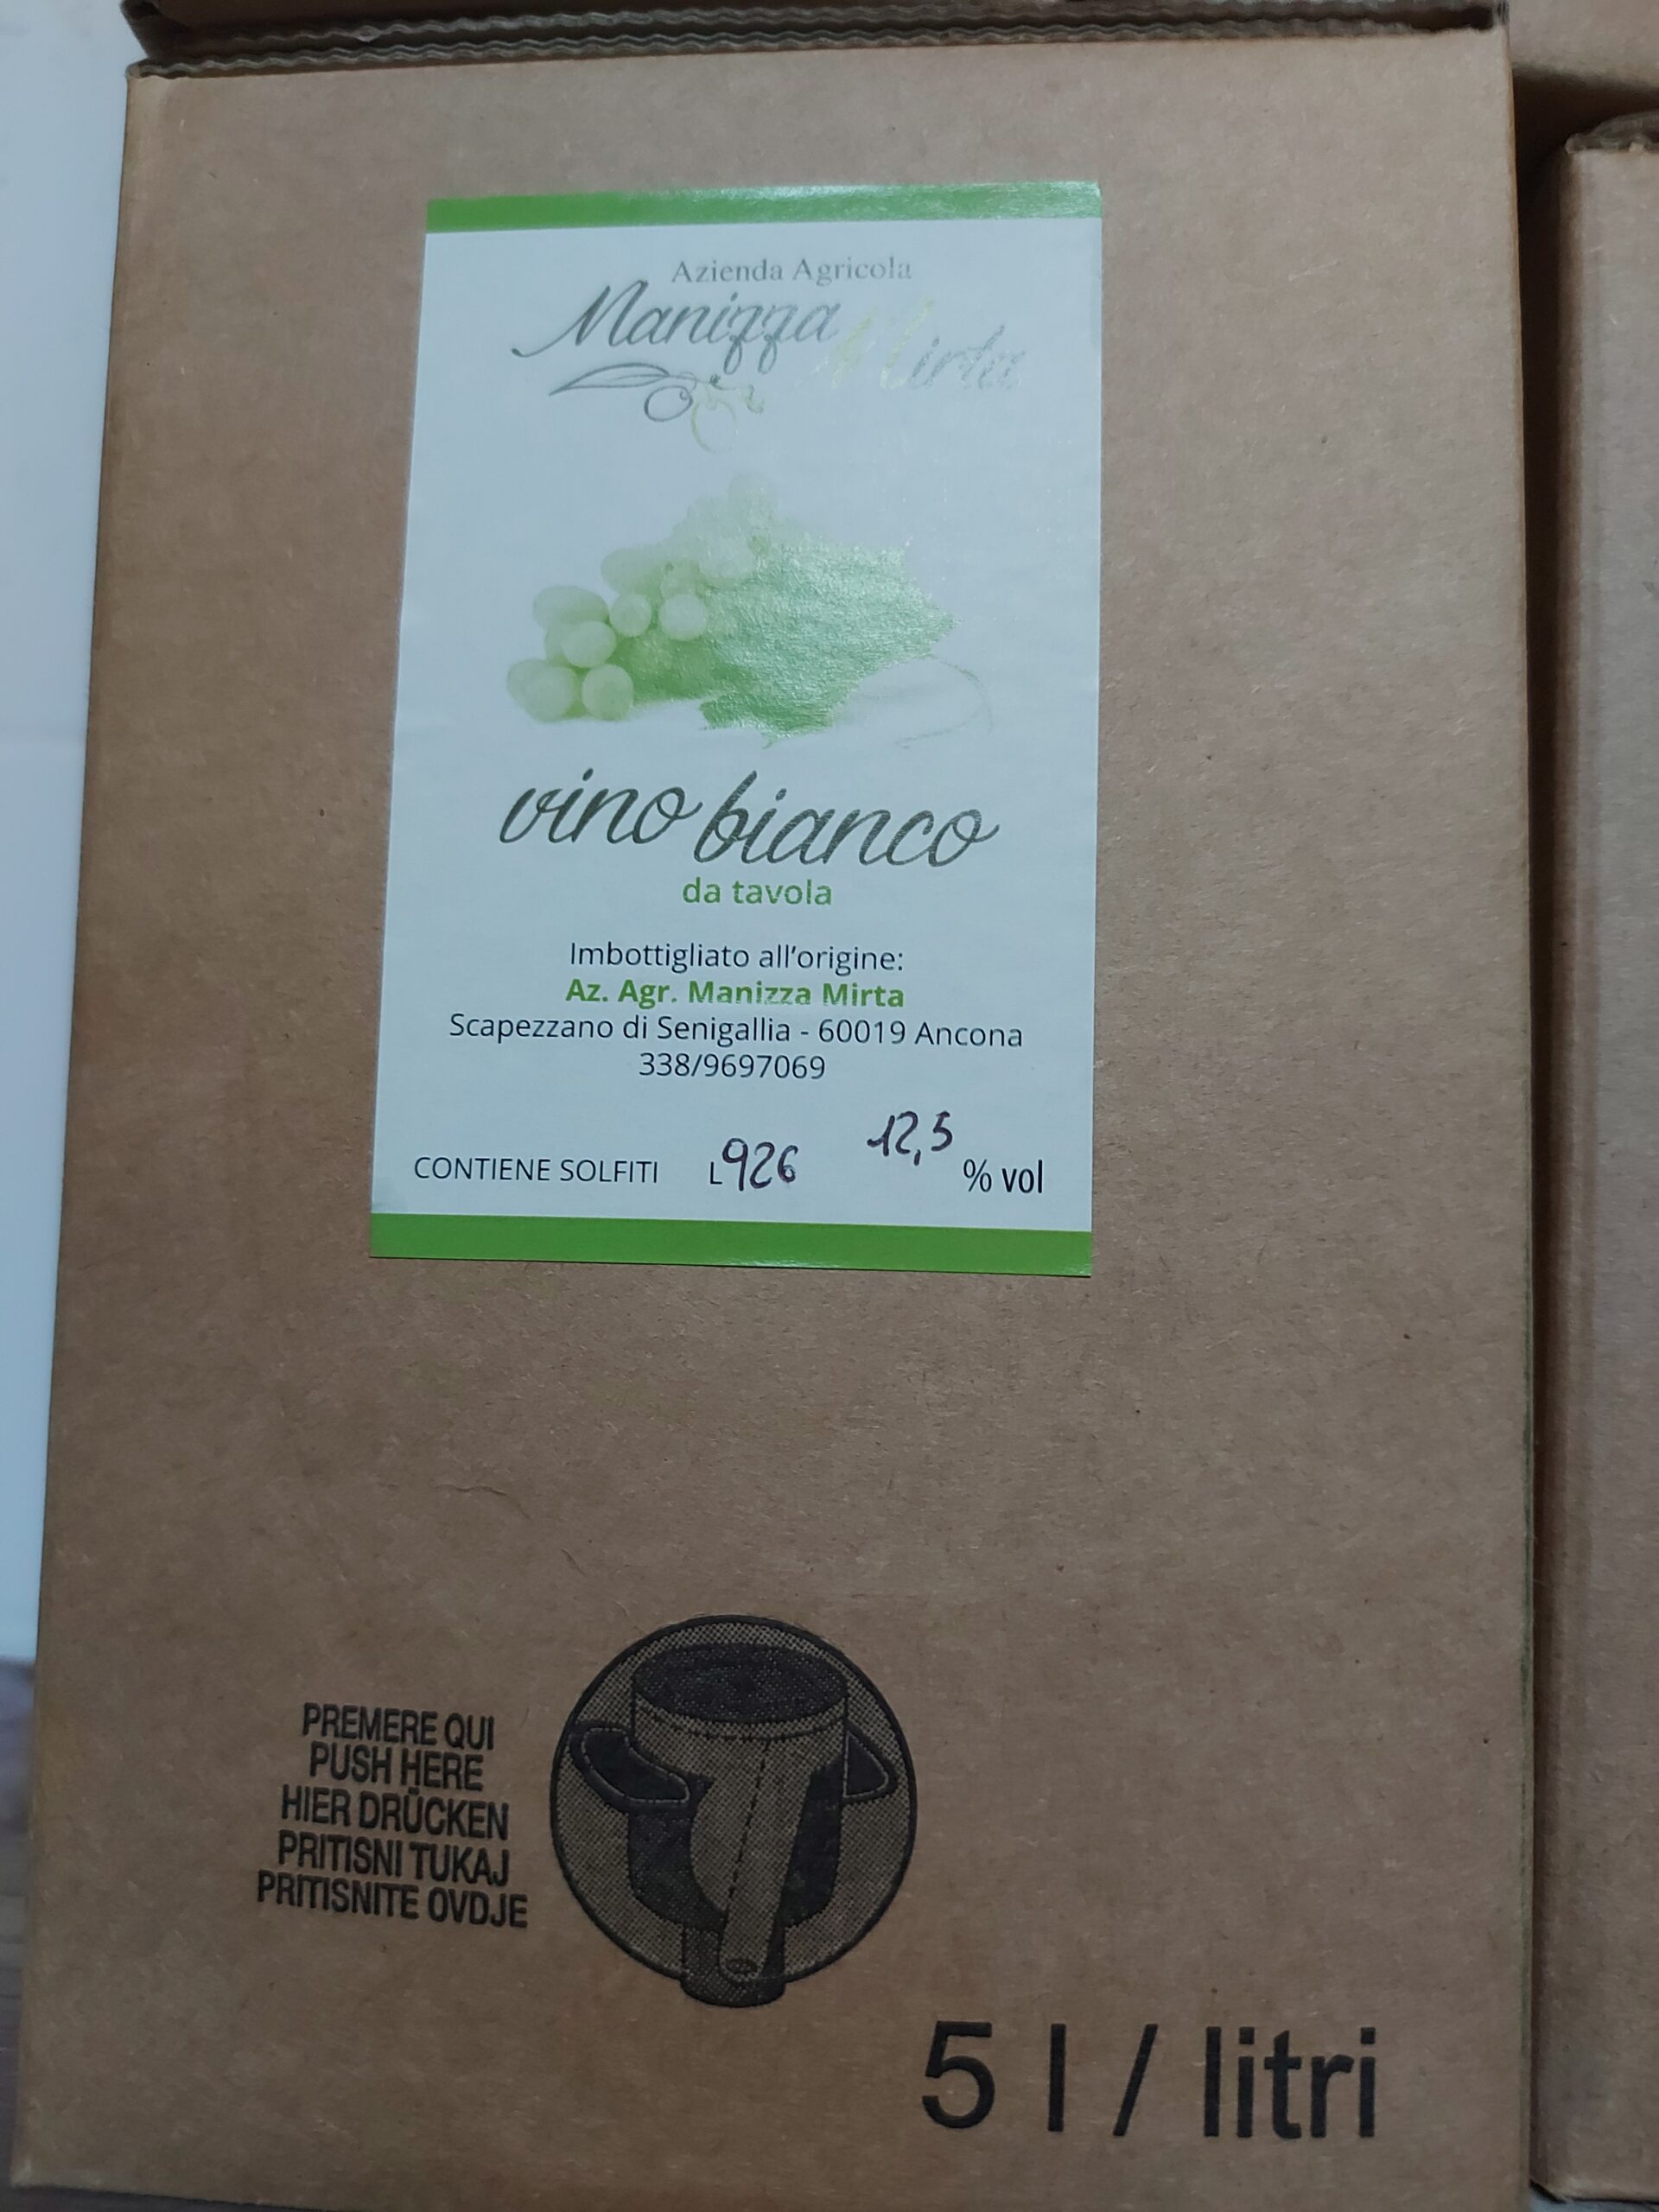 Azienda Agricola
Manizza Mirta
vino bianco
da tavola
Imbottigliato all'origine:
Az. Agr. Manizza Mirta
Scapezzano di Senigallia - 60019 Ancona
338/9697069
CONTIENE SOLFITI L926 12,5 % vol
PREMERE QUI
PUSH HERE
HIER DRÜCKEN
PRITISNI TUKAJ
PRITISNITE OVDJE
5 l / litri